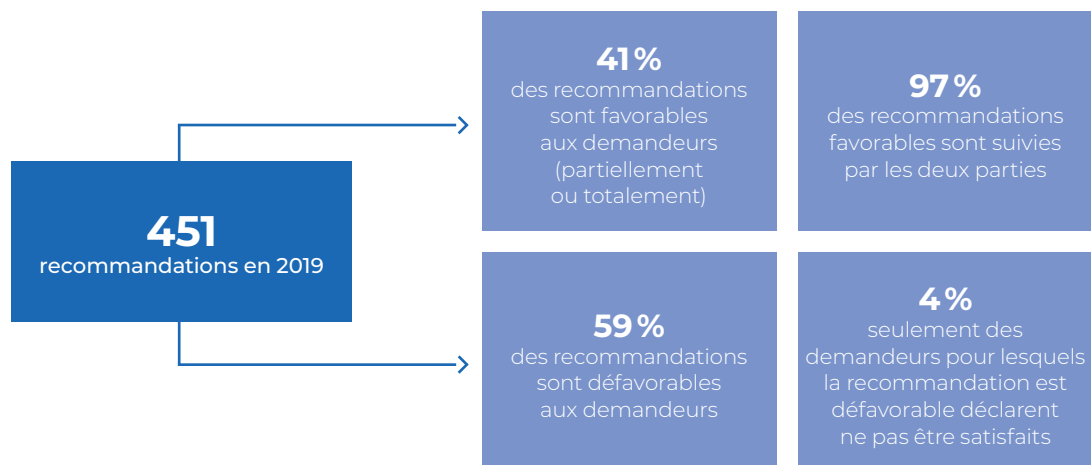 451
recommandations en 2019
41 %
des recommandations
sont favorables
aux demandeurs
(partiellement
ou totalement)
97 %
des recommandations
favorables sont suivies
par les deux parties
59 %
des recommandations
sont défavorables
aux demandeurs
4 %
seulement des
demandeurs pour lesquels
la recommandation est
défavorable déclarent
ne pas être satisfaits